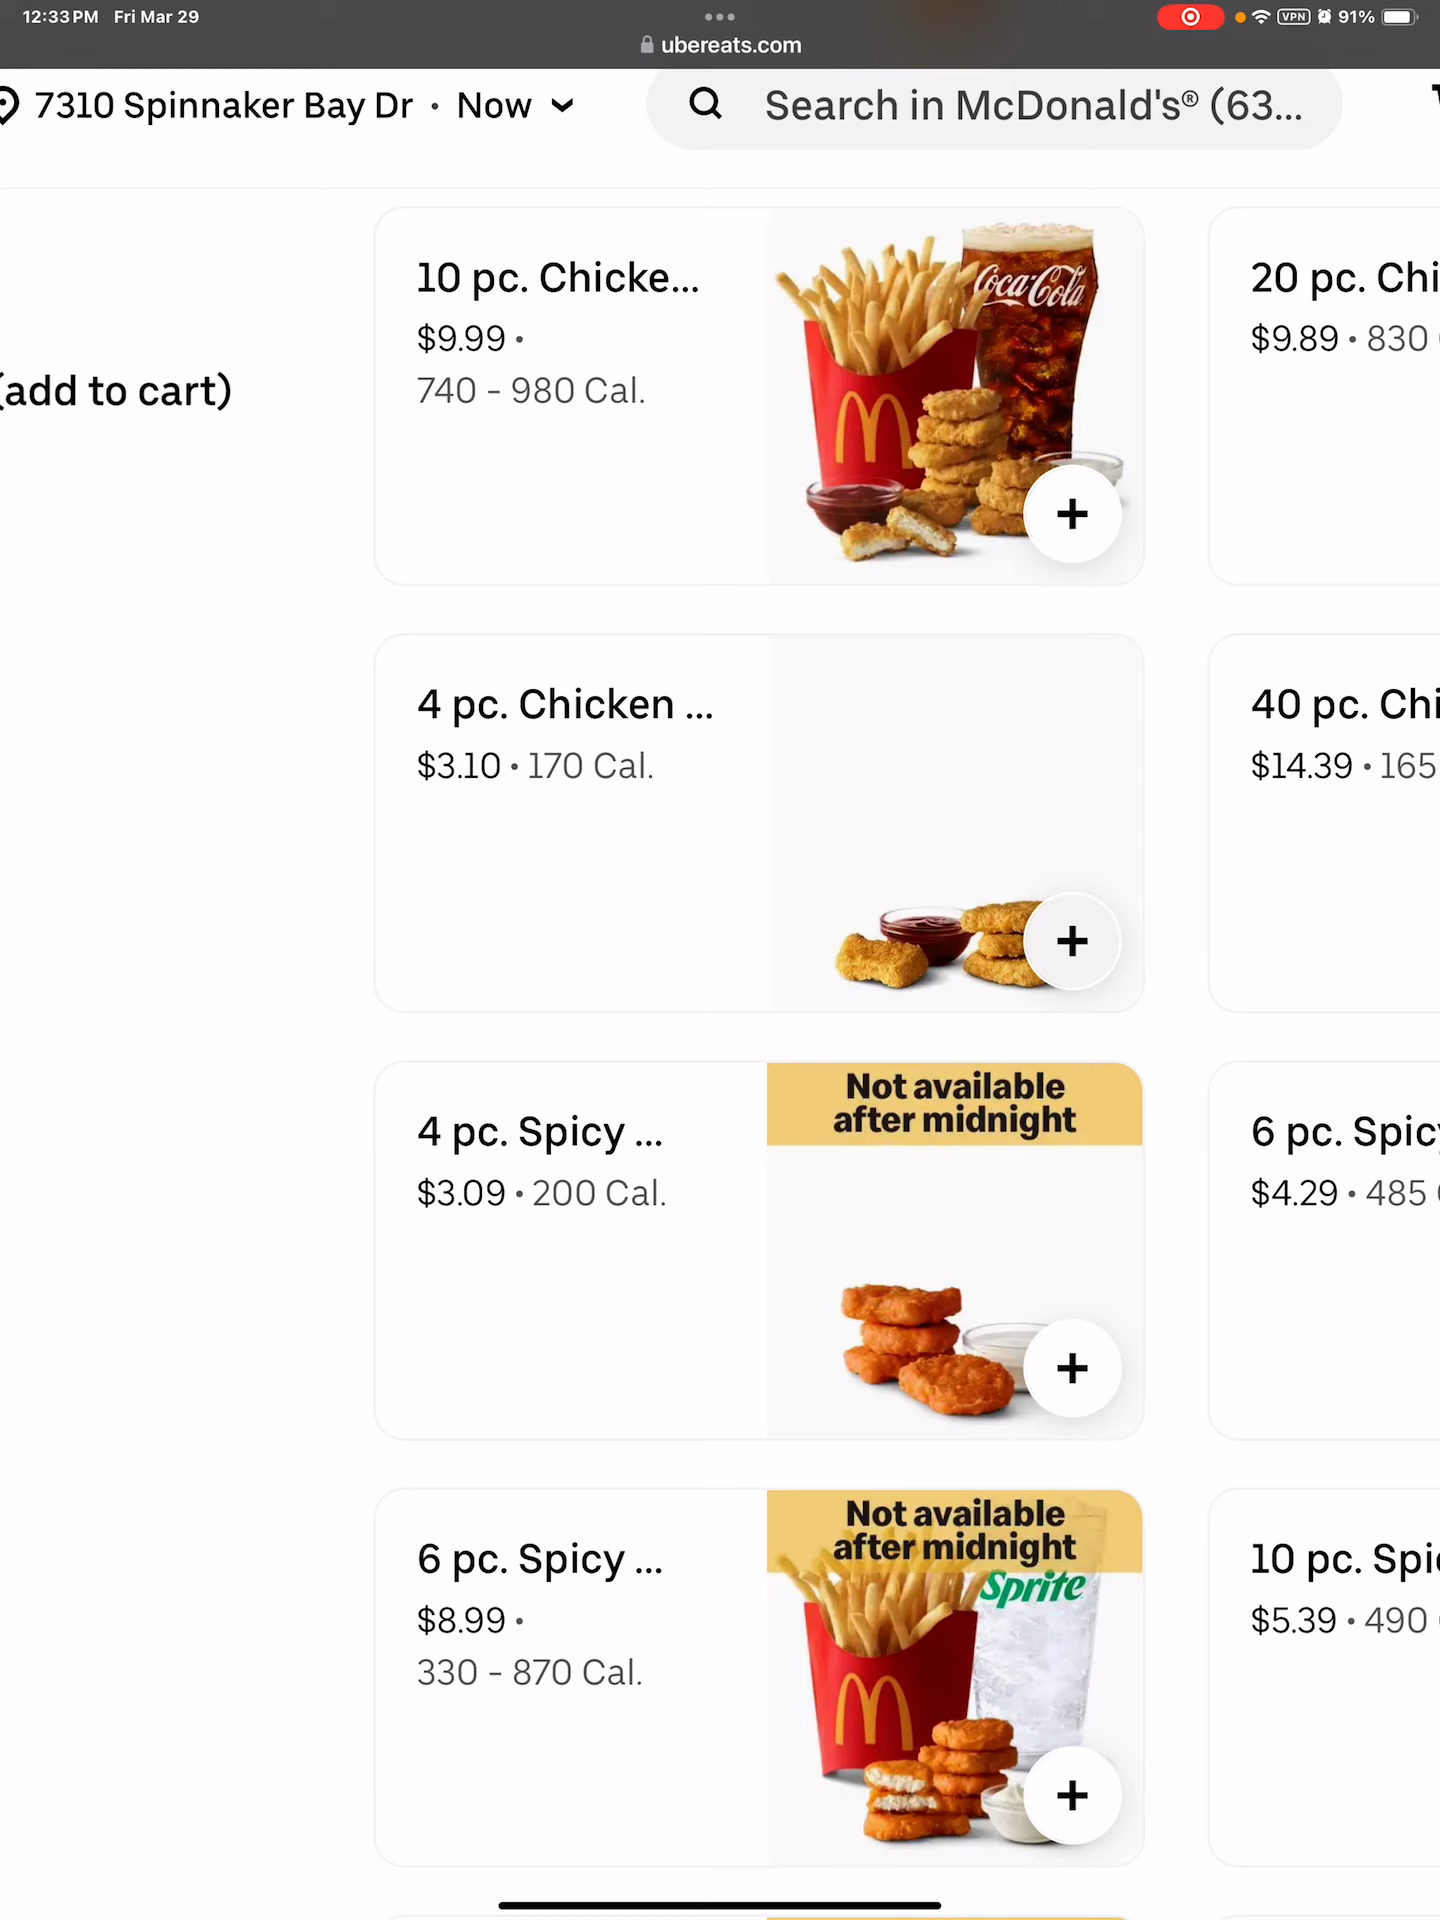 12:33 PM Fri Mar 29
VPN 91%
ubereats.com
7310 Spinnaker Bay Dr · Now
Search in McDonald's® (63...
(add to cart)
10 pc. Chicke...
$9.99 •
740 - 980 Cal.
Coca-Cola
20 pc. Chi
$9.89 • 830
4 pc. Chicken ...
$3.10 • 170 Cal.
40 pc. Chi
$14.39 • 165
4 pc. Spicy ...
$3.09 • 200 Cal.
Not available
after midnight
6 pc. Spicy
$4.29 • 485
6 pc. Spicy ...
$8.99 •
330 - 870 Cal.
Not available
after midnight
Sprite
10 pc. Spic
$5.39 • 490